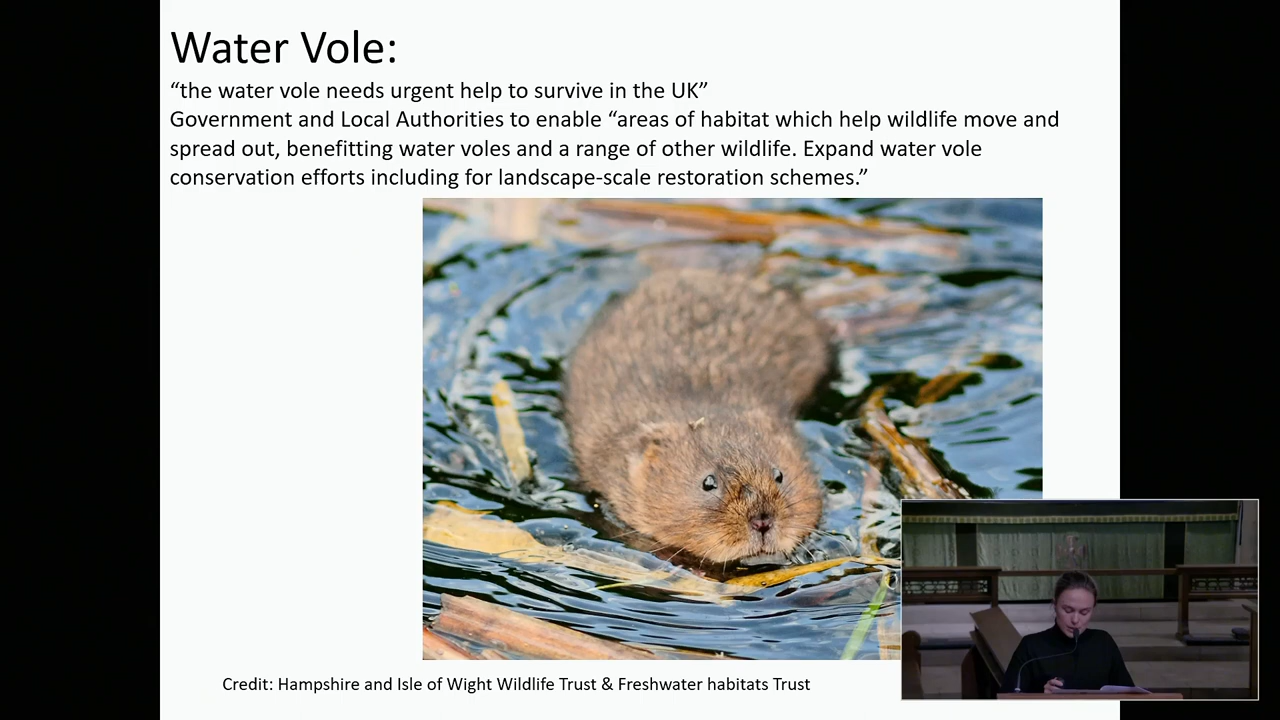 Water Vole:
“the water vole needs urgent help to survive in the UK”
Government and Local Authorities to enable “areas of habitat which help wildlife move and
spread out, benefitting water voles and a range of other wildlife. Expand water vole
conservation efforts including for landscape-scale restoration schemes.”
Credit: Hampshire and Isle of Wight Wildlife Trust & Freshwater habitats Trust